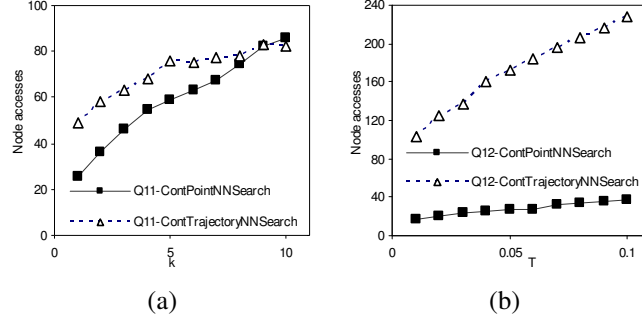 100
80
60
40
20
0
Node accesses
0
5
10
k
Q11-ContPointNNSearch
Q11-ContTrajectoryNNSearch
(a)
240
200
160
120
80
40
0
Node accesses
0
0.05
0.1
T
Q12-ContPointNNSearch
Q12-ContTrajectoryNNSearch
(b)